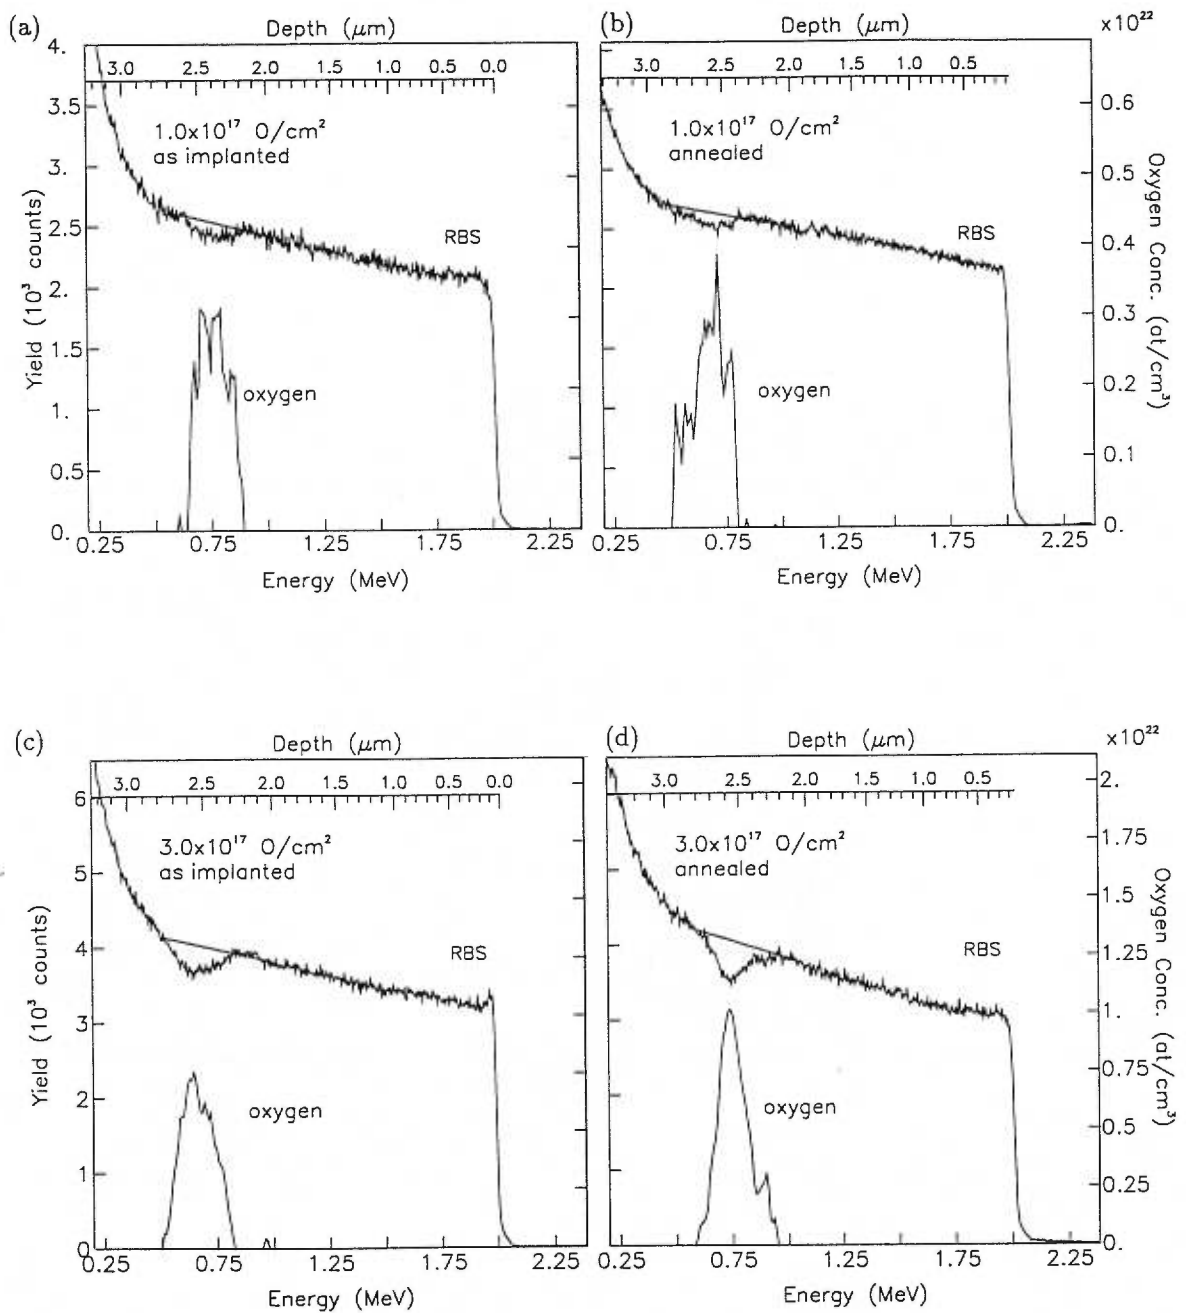 (a) Depth (μm) (b) Depth (μm) x10²²
4.
3.0 2.5 2.0 1.5 1.0 0.5 0.0
3.0 2.5 2.0 1.5 1.0 0.5
3.5
3.
2.5
2.
1.5
1.
0.5
0.
Yield (10³ counts)
1.0x10¹⁷ O/cm²
as implanted
RBS
oxygen
0.25 0.75 1.25 1.75 2.25
Energy (MeV)
1.0x10¹⁷ O/cm²
annealed
RBS
oxygen
0.6
0.5
0.4
0.3
0.2
0.1
0.
Oxygen Conc. (at/cm³)
0.25 0.75 1.25 1.75 2.25
Energy (MeV)
(c) Depth (μm) (d) Depth (μm) x10²²
3.0 2.5 2.0 1.5 1.0 0.5 0.0
3.0 2.5 2.0 1.5 1.0 0.5
6
5
4
3
2
1
0
Yield (10³ counts)
3.0x10¹⁷ O/cm²
as implanted
RBS
oxygen
0.25 0.75 1.25 1.75 2.25
Energy (MeV)
3.0x10¹⁷ O/cm²
annealed
RBS
oxygen
2.
1.75
1.5
1.25
1.
0.75
0.5
0.25
0.
Oxygen Conc. (at/cm³)
0.25 0.75 1.25 1.75 2.25
Energy (MeV)